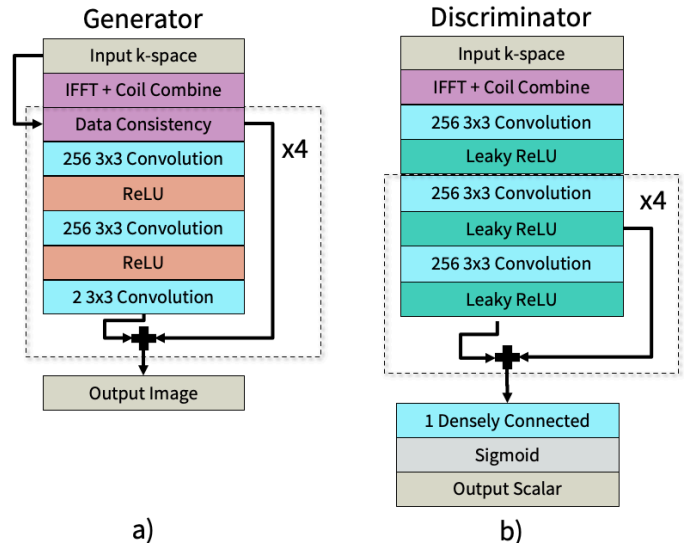 Generator
Input k-space
IFFT + Coil Combine
Data Consistency
256 3x3 Convolution
ReLU
256 3x3 Convolution
ReLU
2 3x3 Convolution
x4
Output Image
a)
Discriminator
Input k-space
IFFT + Coil Combine
256 3x3 Convolution
Leaky ReLU
256 3x3 Convolution
Leaky ReLU
256 3x3 Convolution
Leaky ReLU
x4
1 Densely Connected
Sigmoid
Output Scalar
b)